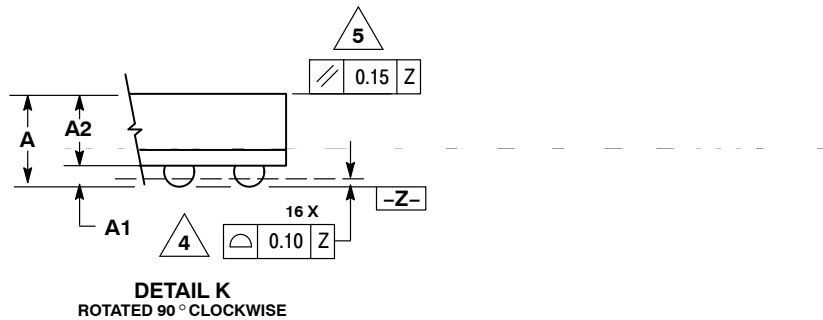 5
// 0.15 Z
A
A2
–Z–
A1
4
16 X
⌓ 0.10 Z
DETAIL K
ROTATED 90 ° CLOCKWISE